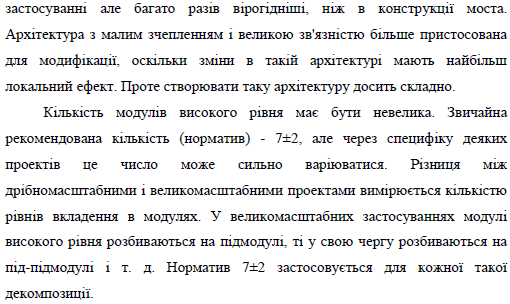 застосуванні але багато разів вірогідніші, ніж в конструкції моста.
Архітектура з малим зчепленням і великою зв'язністю більше пристосована
для модифікації, оскільки зміни в такій архітектурі мають найбільш
локальний ефект. Проте створювати таку архітектуру досить складно.
Кількість модулів високого рівня має бути невелика. Звичайна
рекомендована кількість (норматив) - 7±2, але через специфіку деяких
проектів це число може сильно варіюватися. Різниця між
дрібномасштабними і великомасштабними проектами вимірюється кількістю
рівнів вкладення в модулях. У великомасштабних застосуваннях модулі
високого рівня розбиваються на підмодулі, ті у свою чергу розбиваються на
під-підмодулі і т. д. Норматив 7±2 застосовується для кожної такої
декомпозиції.